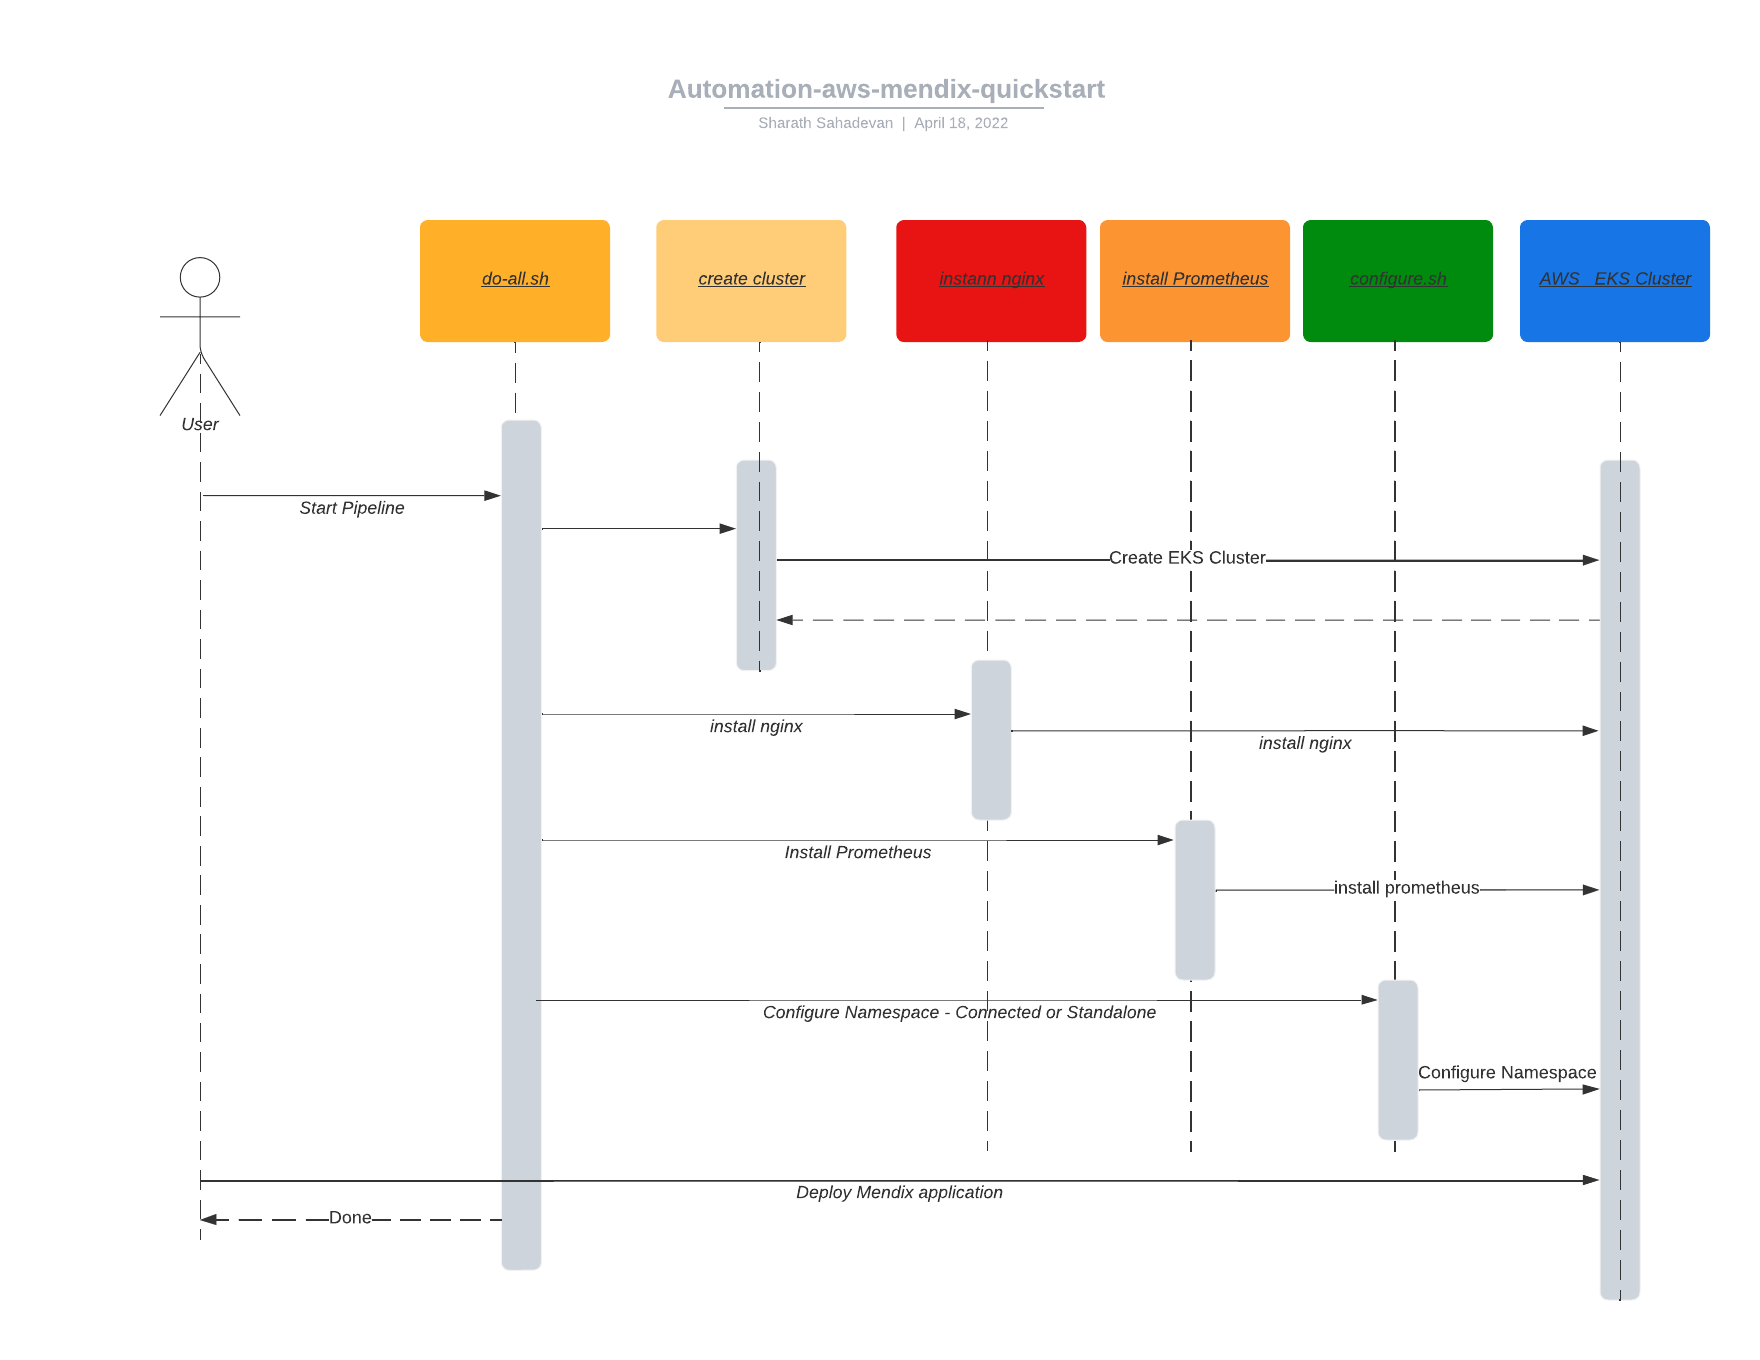 Automation-aws-mendix-quickstart
Sharath Sahadevan | April 18, 2022
do-all.sh
create cluster
instann nginx
install Prometheus
configure.sh
AWS EKS Cluster
User
Start Pipeline
Create EKS Cluster
install nginx
install nginx
Install Prometheus
install prometheus
Configure Namespace - Connected or Standalone
Configure Namespace
Deploy Mendix application
Done